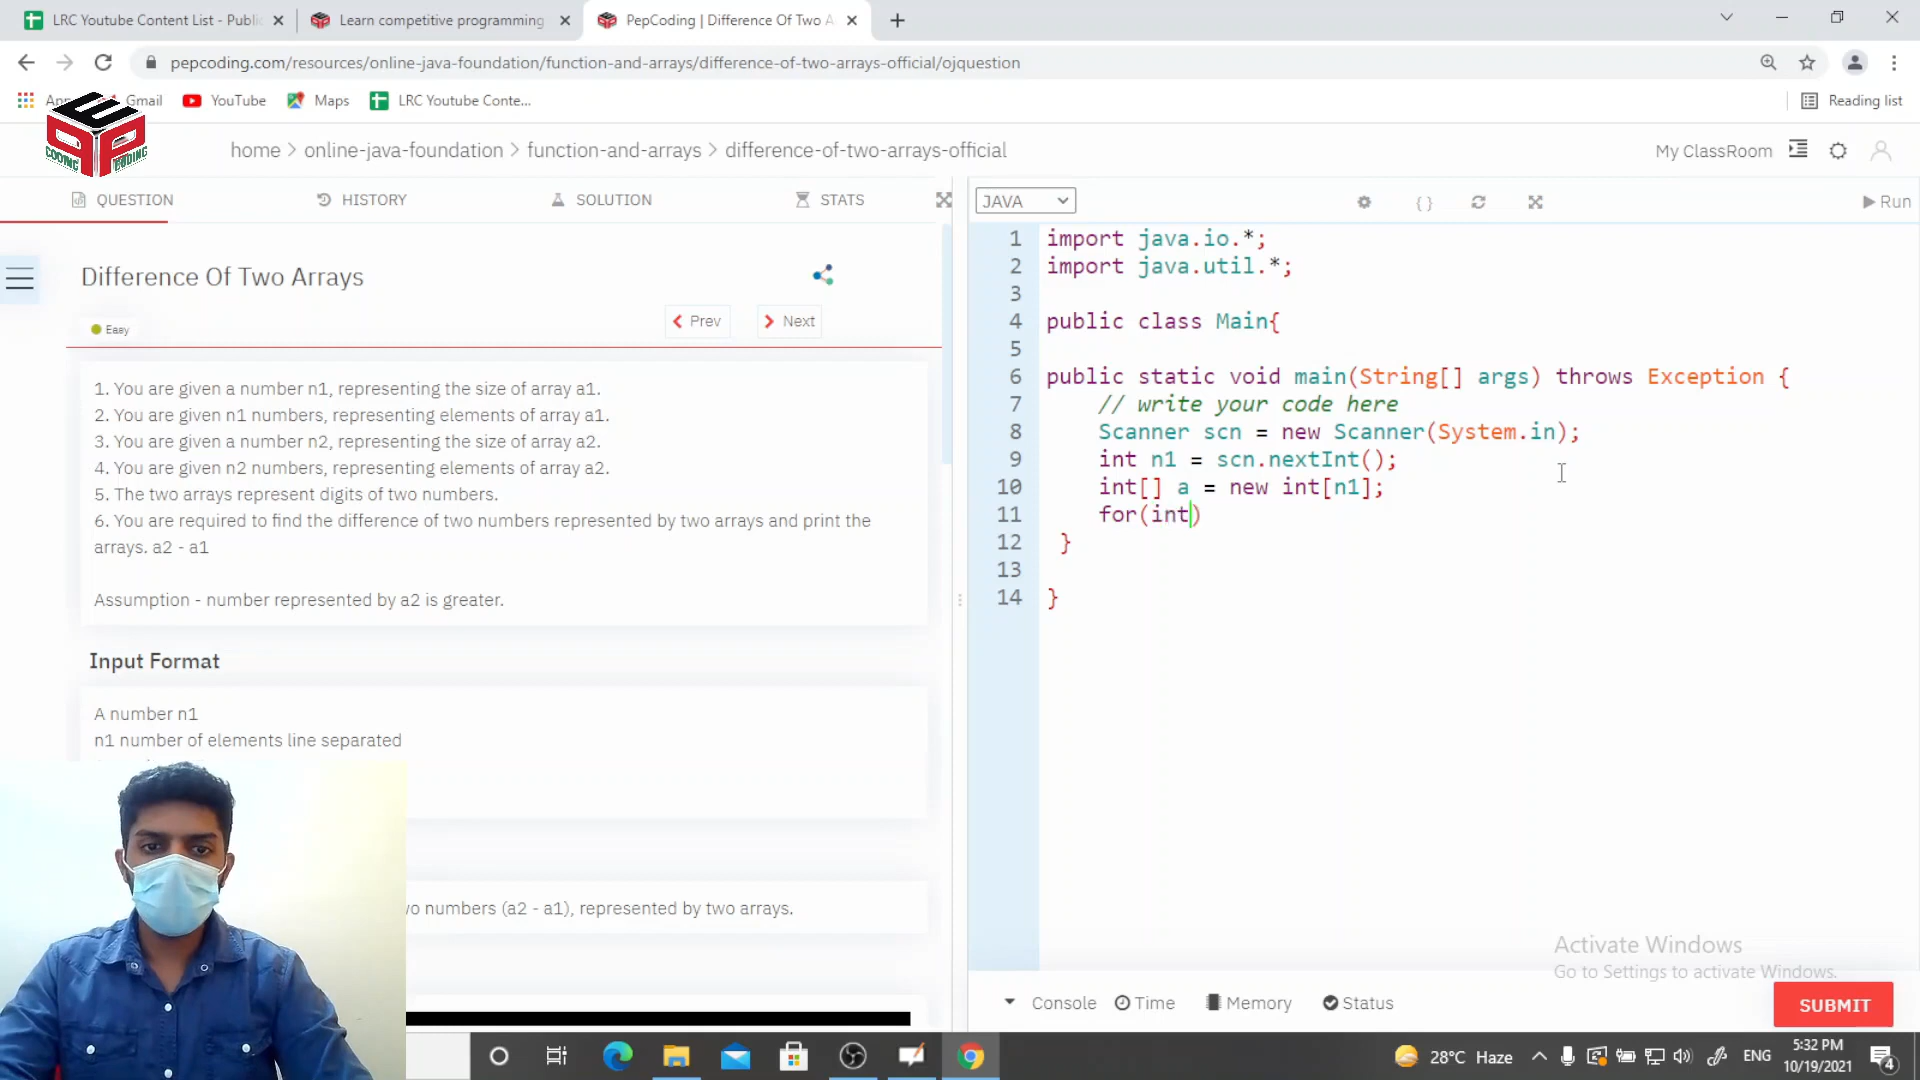 LRC Youtube Content List - Public
Learn competitive programming
PepCoding | Difference Of Two A
pepcoding.com/resources/online-java-foundation/function-and-arrays/difference-of-two-arrays-official/ojquestion
Gmail
YouTube
Maps
LRC Youtube Conte...
Reading list
PEP
CODING
CODING
home > online-java-foundation > function-and-arrays > difference-of-two-arrays-official
My ClassRoom
QUESTION
HISTORY
SOLUTION
STATS
JAVA
{ }
Run
Difference Of Two Arrays
Easy
Prev
Next
1. You are given a number n1, representing the size of array a1.
2. You are given n1 numbers, representing elements of array a1.
3. You are given a number n2, representing the size of array a2.
4. You are given n2 numbers, representing elements of array a2.
5. The two arrays represent digits of two numbers.
6. You are required to find the difference of two numbers represented by two arrays and print the
arrays. a2 - a1
Assumption - number represented by a2 is greater.
Input Format
A number n1
n1 number of elements line separated
numbers (a2 - a1), represented by two arrays.
1 import java.io.*;
2 import java.util.*;
3
4 public class Main{
5
6 public static void main(String[] args) throws Exception {
7 // write your code here
8 Scanner scn = new Scanner(System.in);
9 int n1 = scn.nextInt();
10 int[] a = new int[n1];
11 for(int)
12 }
13
14 }
Activate Windows
Go to Settings to activate Windows.
Console
Time
Memory
Status
SUBMIT
28°C Haze
ENG
5:32 PM
10/19/2021
4